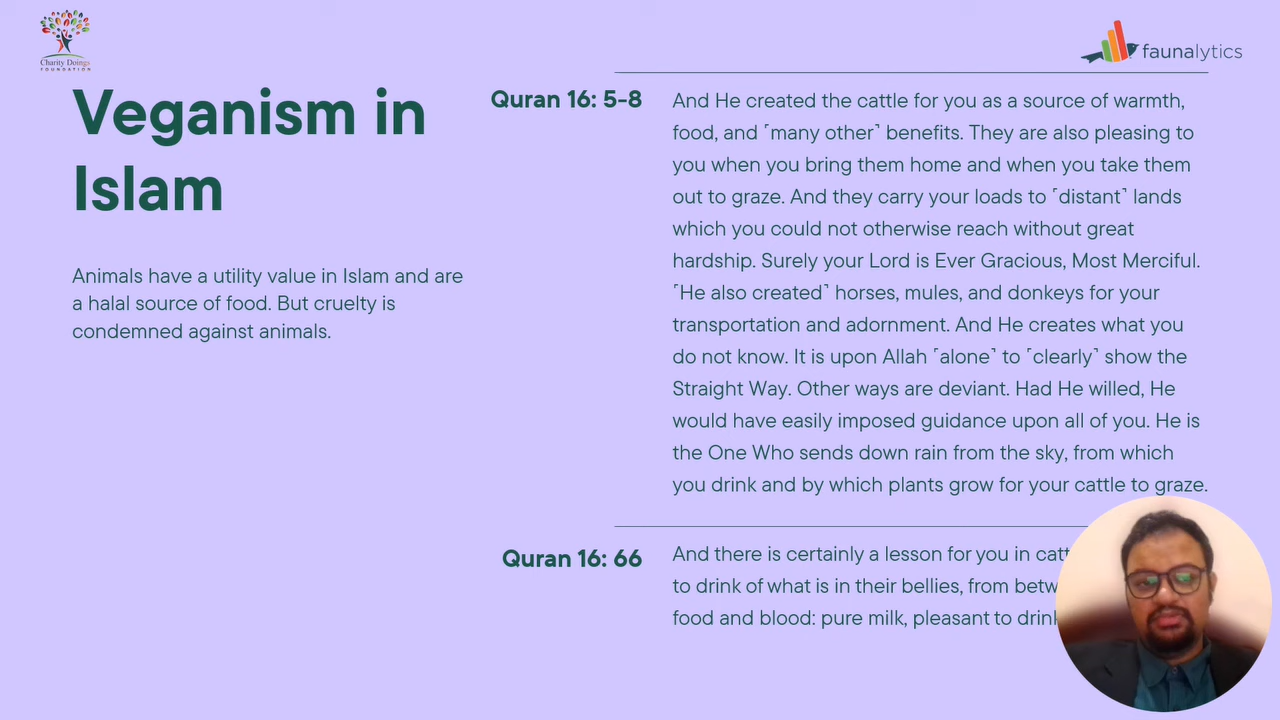 Charity Doings
FOUNDATION
faunalytics
Veganism in
Islam
Animals have a utility value in Islam and are
a halal source of food. But cruelty is
condemned against animals.
Quran 16: 5-8
And He created the cattle for you as a source of warmth,
food, and ˹many other˺ benefits. They are also pleasing to
you when you bring them home and when you take them
out to graze. And they carry your loads to ˹distant˺ lands
which you could not otherwise reach without great
hardship. Surely your Lord is Ever Gracious, Most Merciful.
˹He also created˺ horses, mules, and donkeys for your
transportation and adornment. And He creates what you
do not know. It is upon Allah ˹alone˺ to ˹clearly˺ show the
Straight Way. Other ways are deviant. Had He willed, He
would have easily imposed guidance upon all of you. He is
the One Who sends down rain from the sky, from which
you drink and by which plants grow for your cattle to graze.
Quran 16: 66
And there is certainly a lesson for you in
to drink of what is in their bellies, from
food and blood: pure milk, pleasant to